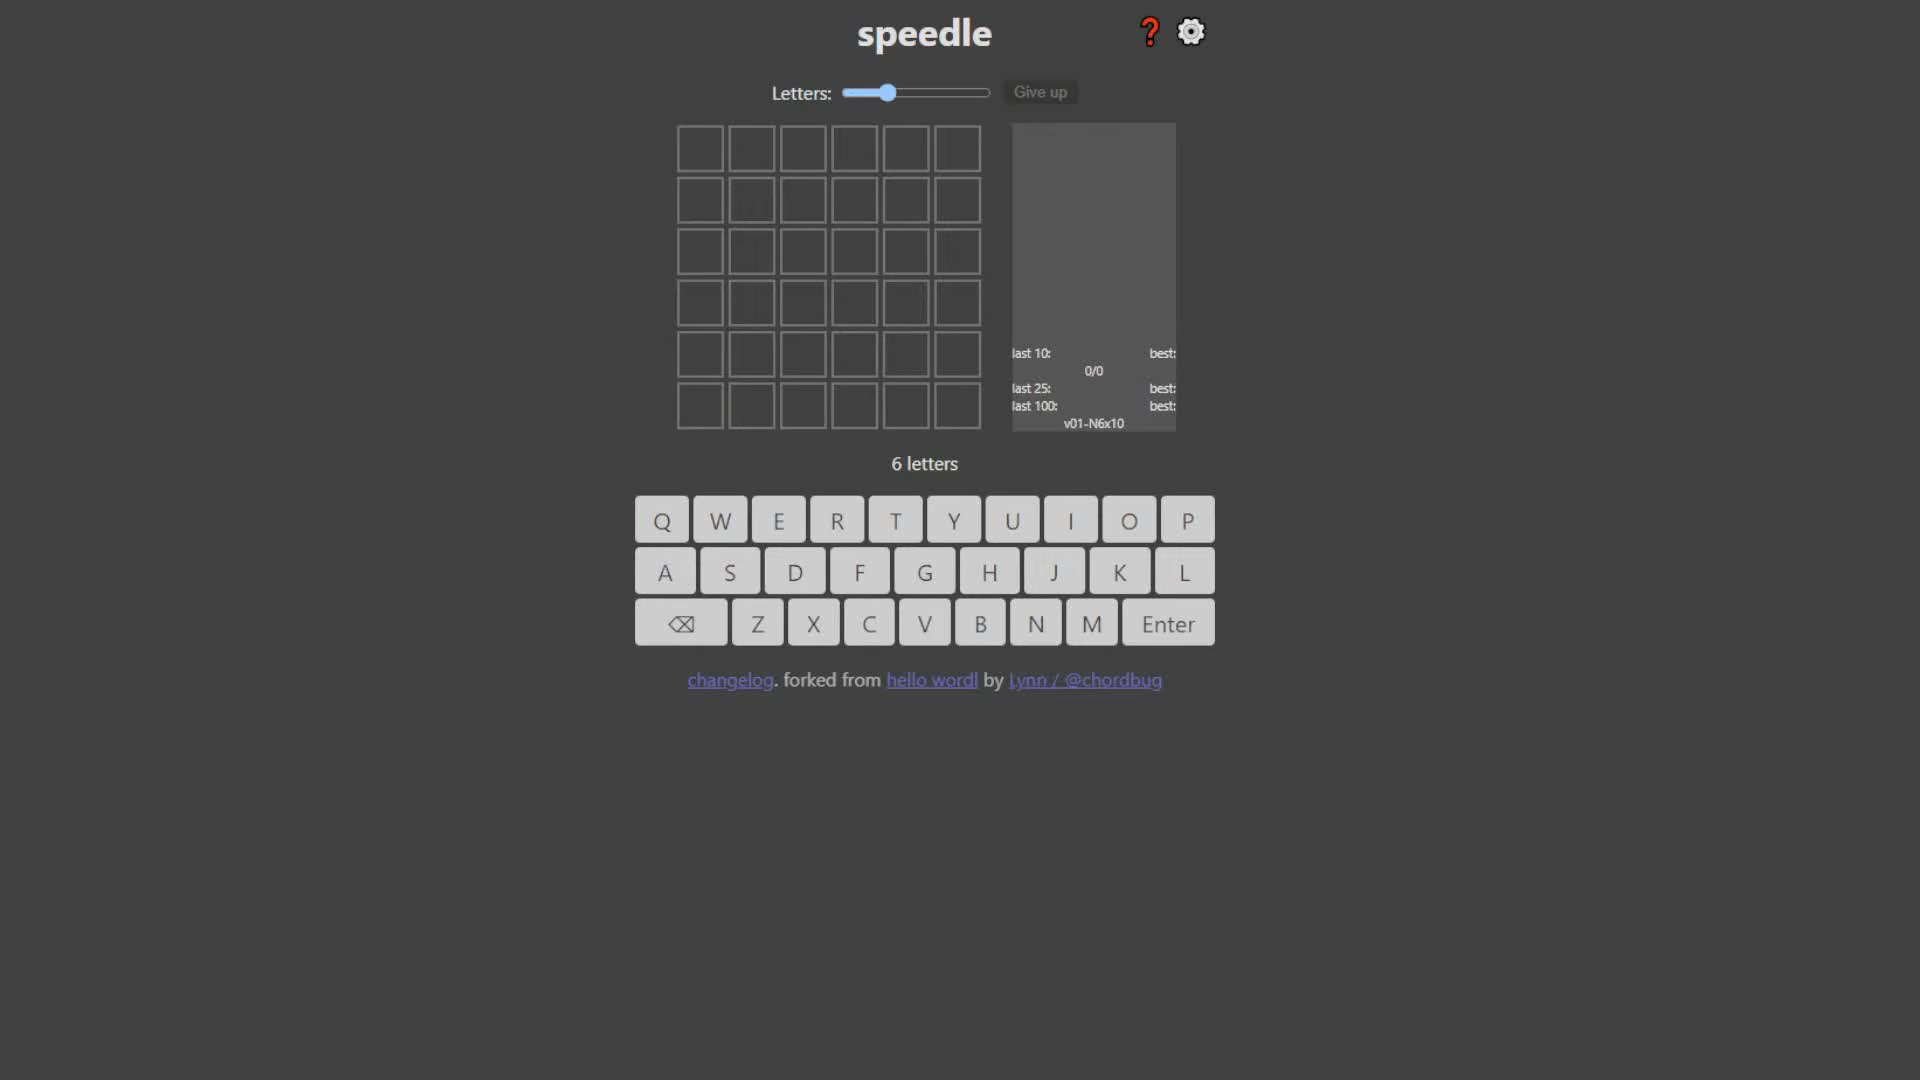 speedle
Letters: Give up
last 10: best:
0/0
last 25: best:
last 100: best:
v01-N6x10
6 letters
Q W E R T Y U I O P
A S D F G H J K L
⌫ Z X C V B N M Enter
changelog. forked from hello wordl by Lynn / @chordbug